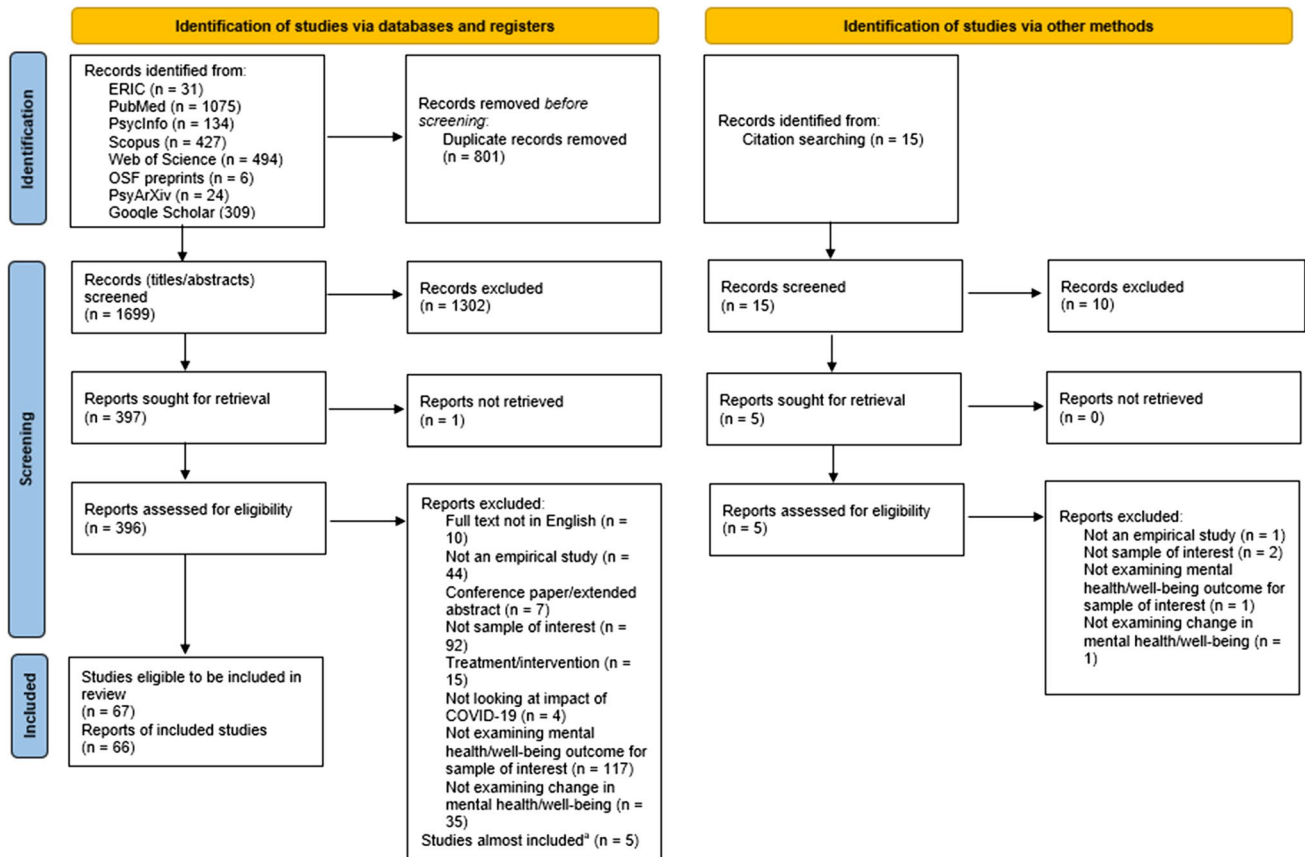 Identification of studies via databases and registers
Identification of studies via other methods
Identification
Records identified from:
ERIC (n = 31)
PubMed (n = 1075)
PsycInfo (n = 134)
Scopus (n = 427)
Web of Science (n = 494)
OSF preprints (n = 6)
PsyArXiv (n = 24)
Google Scholar (309)
Records removed before
screening:
Duplicate records removed
(n = 801)
Records identified from:
Citation searching (n = 15)
Screening
Records (titles/abstracts)
screened
(n = 1699)
Records excluded
(n = 1302)
Records screened
(n = 15)
Records excluded
(n = 10)
Reports sought for retrieval
(n = 397)
Reports not retrieved
(n = 1)
Reports sought for retrieval
(n = 5)
Reports not retrieved
(n = 0)
Reports assessed for eligibility
(n = 396)
Reports excluded:
Full text not in English (n =
10)
Not an empirical study (n =
44)
Conference paper/extended
abstract (n = 7)
Not sample of interest (n =
92)
Treatment/intervention (n =
15)
Not looking at impact of
COVID-19 (n = 4)
Not examining mental
health/well-being outcome for
sample of interest (n = 117)
Not examining change in
mental health/well-being (n =
35)
Studies almost includedᵃ (n = 5)
Reports assessed for eligibility
(n = 5)
Reports excluded:
Not an empirical study (n = 1)
Not sample of interest (n = 2)
Not examining mental
health/well-being outcome for
sample of interest (n = 1)
Not examining change in
mental health/well-being (n =
1)
Included
Studies eligible to be included in
review
(n = 67)
Reports of included studies
(n = 66)